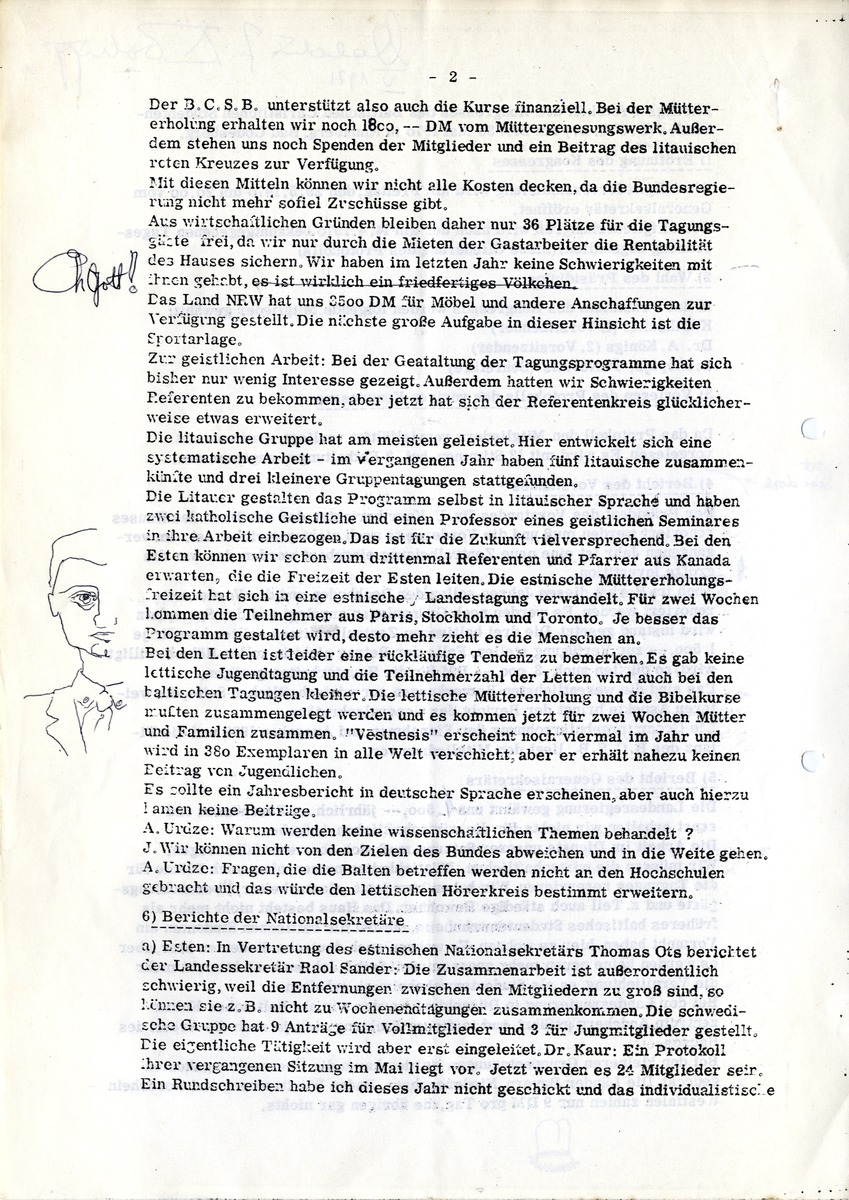 - 2 -
Der B.C.S.B. unterstützt also auch die Kurse finanziell. Bei der Mütter-
erholung erhalten wir noch 18oo,-- DM vom Müttergenesungswerk. Außer-
dem stehen uns noch Spenden der Mitglieder und ein Beitrag des litauischen
roten Kreuzes zur Verfügung.
Mit diesen Mitteln können wir nicht alle Kosten decken, da die Bundesregie-
rung nicht mehr sofiel Zuschüsse gibt.
Aus wirtschaftlichen Gründen bleiben daher nur 36 Plätze für die Tagungs-
gäste frei, da wir nur durch die Mieten der Gastarbeiter die Rentabilität
des Hauses sichern. Wir haben im letzten Jahr keine Schwierigkeiten mit
Oh Gott!
ihnen gehabt, es ist wirklich ein friedfertiges Völkchen.
Das Land NRW hat uns 8500 DM für Möbel und andere Anschaffungen zur
Verfügung gestellt. Die nächste große Aufgabe in dieser Hinsicht ist die
Sportanlage.
Zur geistlichen Arbeit: Bei der Geataltung der Tagungsprogramme hat sich
bisher nur wenig Interesse gezeigt. Außerdem hatten wir Schwierigkeiten
Referenten zu bekommen, aber jetzt hat sich der Referentenkreis glücklicher-
weise etwas erweitert.
Die litauische Gruppe hat am meisten geleistet. Hier entwickelt sich eine
systematische Arbeit - im vergangenen Jahr haben fünf litauische zusammen-
künfte und drei kleinere Gruppentagungen stattgefunden.
Die Litauer gestalten das Programm selbst in litauischer Sprache und haben
zwei katholische Geistliche und einen Professor eines geistlichen Seminares
in ihre Arbeit einbezogen. Das ist für die Zukunft vielversprechend. Bei den
Esten können wir schon zum drittenmal Referenten und Pfarrer aus Kanada
erwarten, die die Freizeit der Esten leiten. Die estnische Müttererholungs-
freizeit hat sich in eine estnische Landestagung verwandelt. Für zwei Wochen
kommen die Teilnehmer aus Paris, Stockholm und Toronto. Je besser das
Programm gestaltet wird, desto mehr zieht es die Menschen an.
Bei den Letten ist leider eine rückläufige Tendenz zu bemerken. Es gab keine
lettische Jugendtagung und die Teilnehmerzahl der Letten wird auch bei den
baltischen Tagungen kleiner. Die lettische Müttererholung und die Bibelkurse
mußten zusammengelegt werden und es kommen jetzt für zwei Wochen Mütter
und Familien zusammen. "Vestnesis" erscheint noch viermal im Jahr und
wird in 38o Exemplaren in alle Welt verschickt; aber er erhält nahezu keinen
Beitrag von Jugendlichen.
Es sollte ein Jahresbericht in deutscher Sprache erscheinen, aber auch hierzu
kamen keine Beiträge.
A. Urdze: Warum werden keine wissenschaftlichen Themen behandelt ?
J. Wir können nicht von den Zielen des Bundes abweichen und in die Weite gehen.
A. Urdze: Fragen, die die Balten betreffen werden nicht an den Hochschulen
gebracht und das würde den lettischen Hörerkreis bestimmt erweitern.
6) Berichte der Nationalsekretäre
a) Esten: In Vertretung des estnischen Nationalsekretärs Thomas Ots berichtet
der Landessekretär Raol Sander: Die Zusammenarbeit ist außerordentlich
schwierig, weil die Entfernungen zwischen den Mitgliedern zu groß sind, so
können sie z.B. nicht zu Wochenendtagungen zusammenkommen. Die schwedi-
sche Gruppe hat 9 Anträge für Vollmitglieder und 3 für Jungmitglieder gestellt.
Die eigentliche Tätigkeit wird aber erst eingeleitet. Dr. Kaur: Ein Protokoll
ihrer vergangenen Sitzung im Mai liegt vor. Jetzt werden es 24 Mitglieder sein.
Ein Rundschreiben habe ich dieses Jahr nicht geschickt und das individualistische